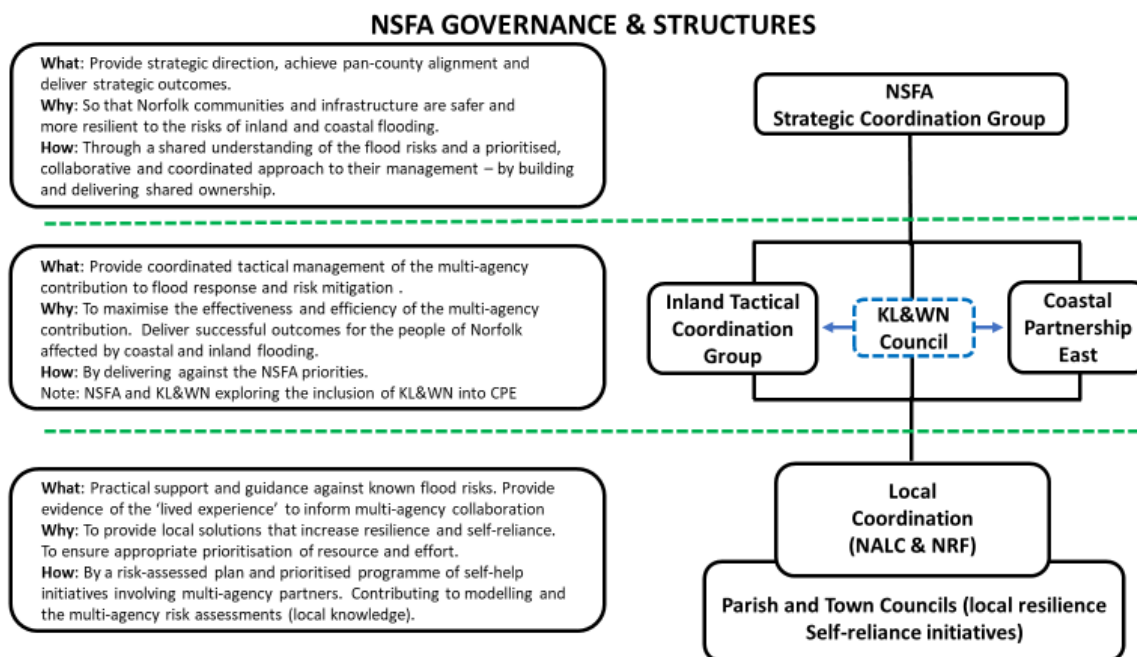 NSFA GOVERNANCE & STRUCTURES
What: Provide strategic direction, achieve pan-county alignment and
deliver strategic outcomes.
Why: So that Norfolk communities and infrastructure are safer and
more resilient to the risks of inland and coastal flooding.
How: Through a shared understanding of the flood risks and a prioritised,
collaborative and coordinated approach to their management – by building
and delivering shared ownership.
NSFA
Strategic Coordination Group
What: Provide coordinated tactical management of the multi-agency
contribution to flood response and risk mitigation .
Why: To maximise the effectiveness and efficiency of the multi-agency
contribution. Deliver successful outcomes for the people of Norfolk
affected by coastal and inland flooding.
How: By delivering against the NSFA priorities.
Note: NSFA and KL&WN exploring the inclusion of KL&WN into CPE
Inland Tactical
Coordination
Group
KL&WN
Council
Coastal
Partnership
East
What: Practical support and guidance against known flood risks. Provide
evidence of the ‘lived experience’ to inform multi-agency collaboration
Why: To provide local solutions that increase resilience and self-reliance.
To ensure appropriate prioritisation of resource and effort.
How: By a risk-assessed plan and prioritised programme of self-help
initiatives involving multi-agency partners. Contributing to modelling and
the multi-agency risk assessments (local knowledge).
Local
Coordination
(NALC & NRF)
Parish and Town Councils (local resilience
Self-reliance initiatives)